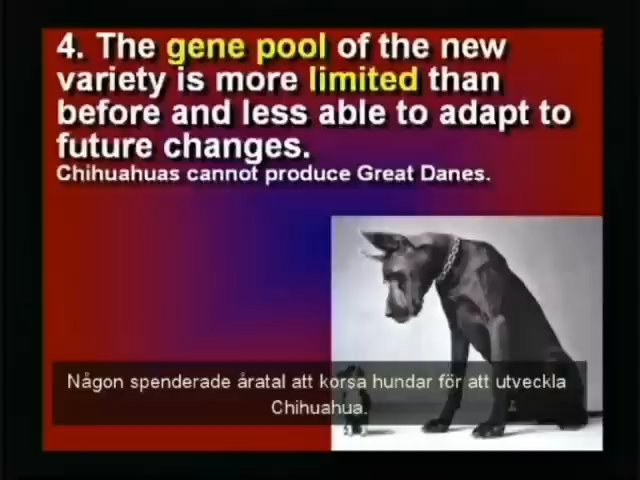 4. The gene pool of the new
variety is more limited than
before and less able to adapt to
future changes.
Chihuahuas cannot produce Great Danes.
Någon spenderade åratal att korsa hundar för att utveckla
Chihuahua.